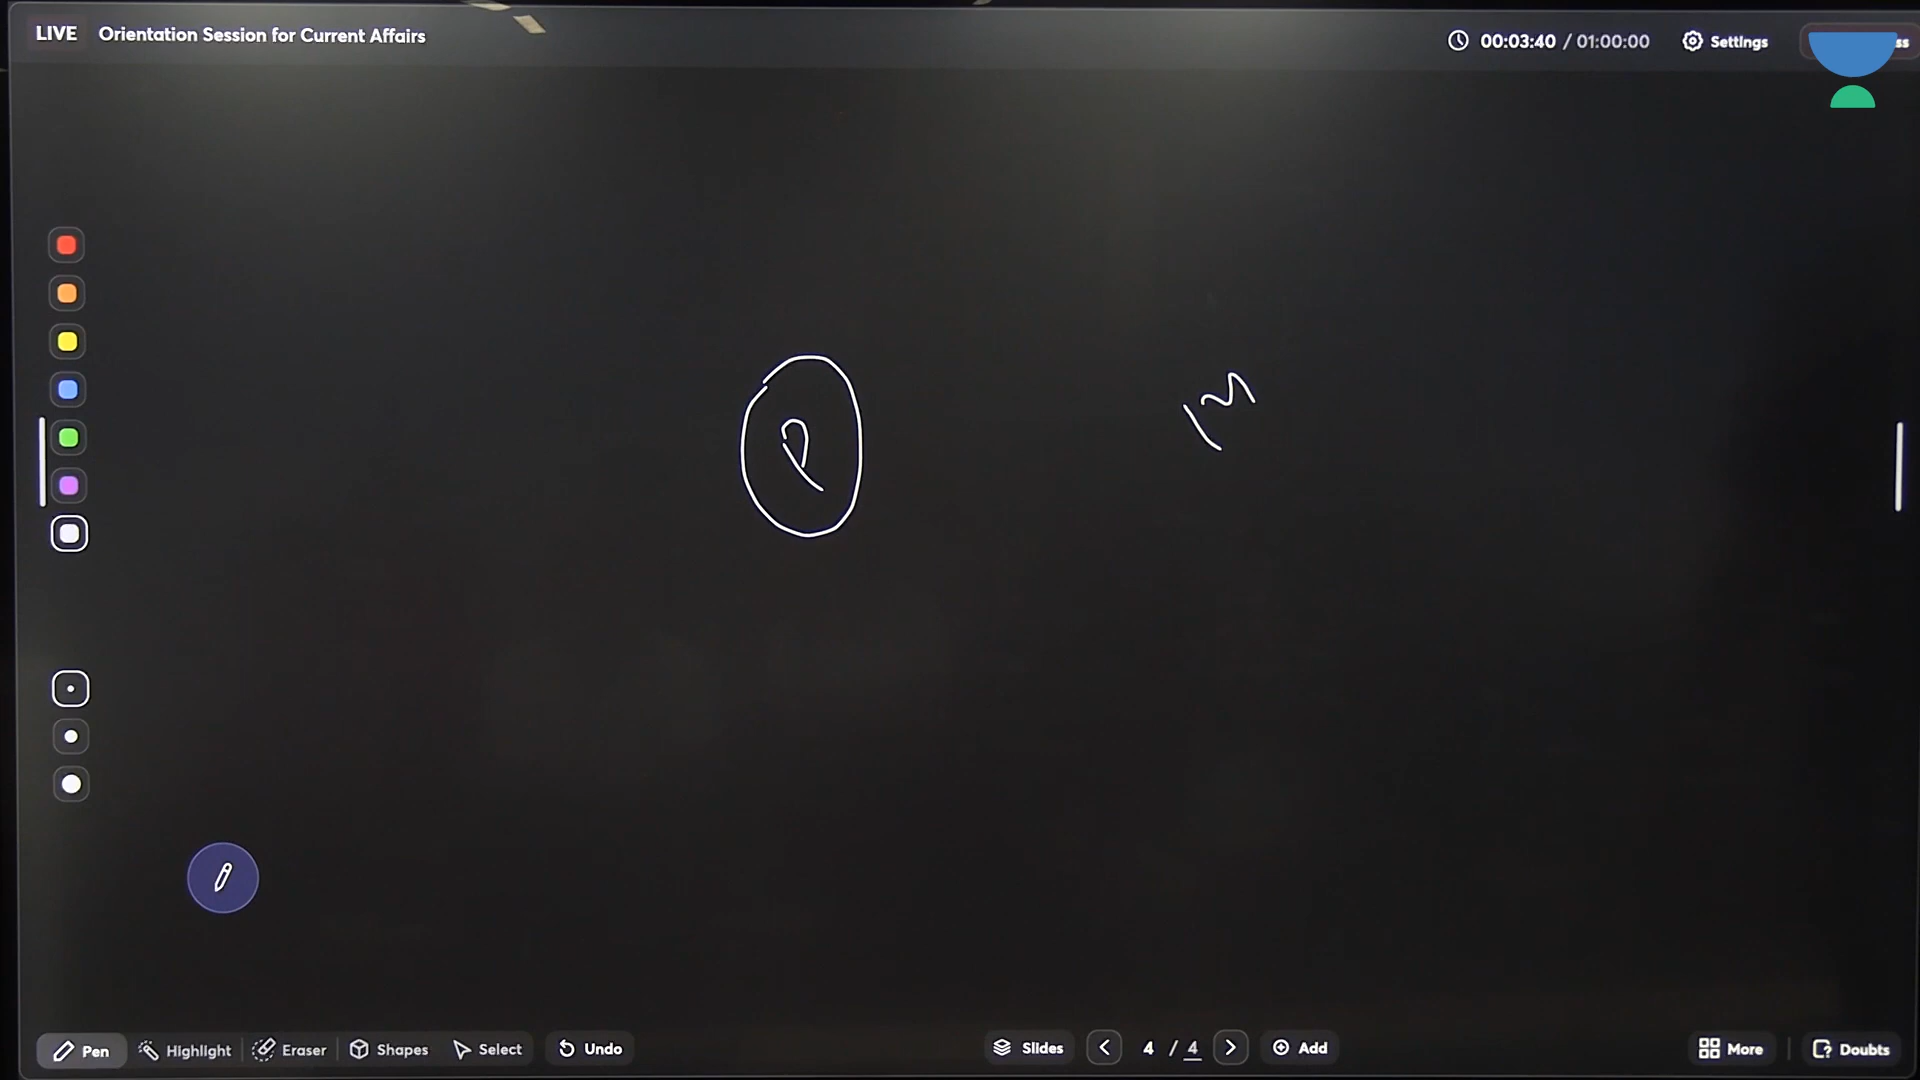 LIVE Orientation Session for Current Affairs 00:03:40 / 01:00:00 Settings
P M
Pen Highlight Eraser Shapes Select Undo Slides 4 / 4 Add More Doubts